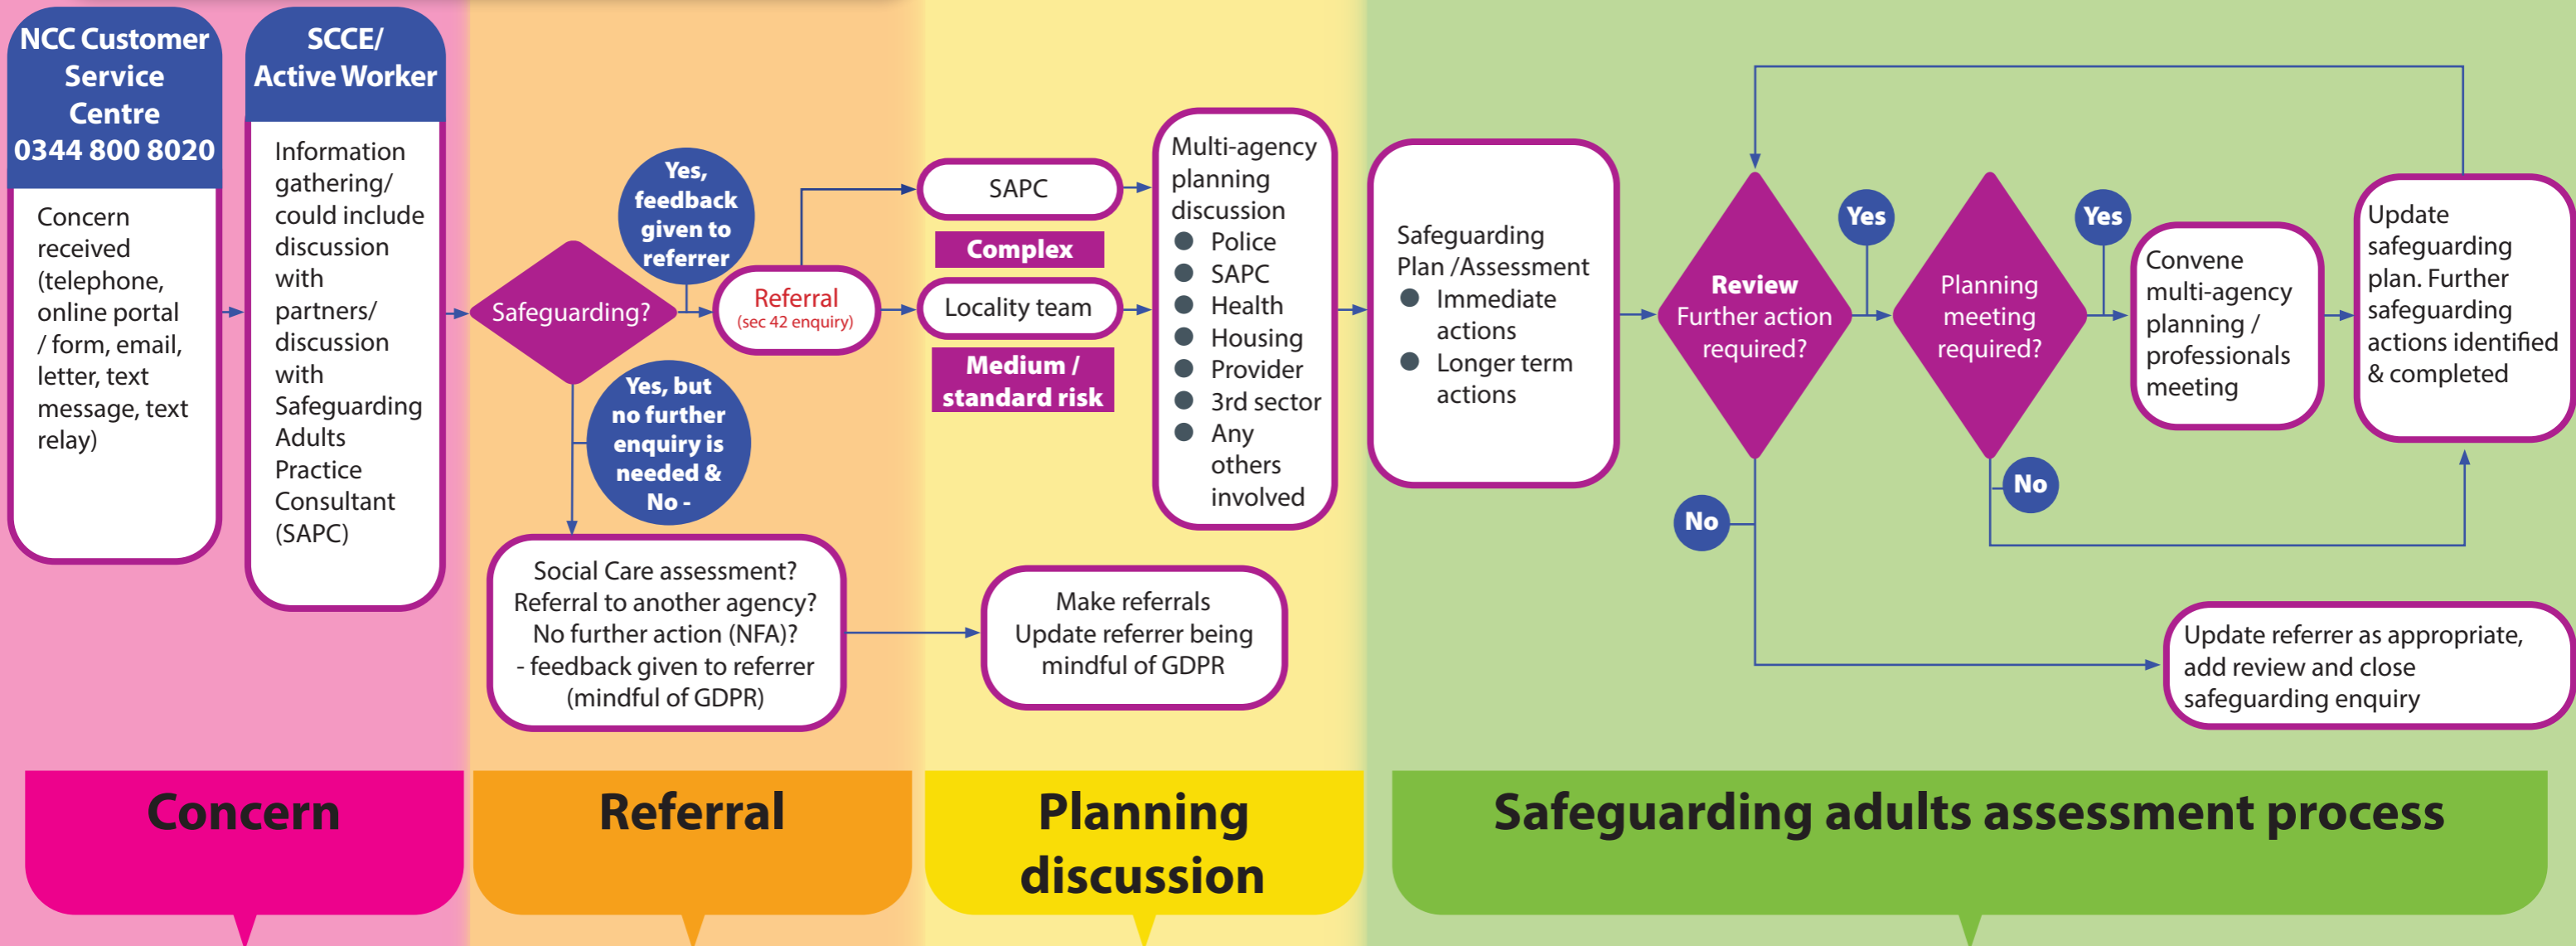 NCC Customer
Service
Centre
0344 800 8020
Concern
received
(telephone,
online portal
/ form, email,
letter, text
message, text
relay)
SCCE/
Active Worker
Information
gathering/
could include
discussion
with
partners/
discussion
with
Safeguarding
Adults
Practice
Consultant
(SAPC)
Safeguarding?
Yes,
feedback
given to
referrer
Yes, but
no further
enquiry is
needed &
No -
Referral
(sec 42 enquiry)
Social Care assessment?
Referral to another agency?
No further action (NFA)?
- feedback given to referrer
(mindful of GDPR)
SAPC
Complex
Locality team
Medium /
standard risk
Make referrals
Update referrer being
mindful of GDPR
Multi-agency
planning
discussion
● Police
● SAPC
● Health
● Housing
● Provider
● 3rd sector
● Any
others
involved
Safeguarding
Plan /Assessment
● Immediate
actions
● Longer term
actions
Review
Further action
required?
Yes
No
Planning
meeting
required?
Yes
No
Convene
multi-agency
planning /
professionals
meeting
Update
safeguarding
plan. Further
safeguarding
actions identified
& completed
Update referrer as appropriate,
add review and close
safeguarding enquiry
Concern
Referral
Planning
discussion
Safeguarding adults assessment process